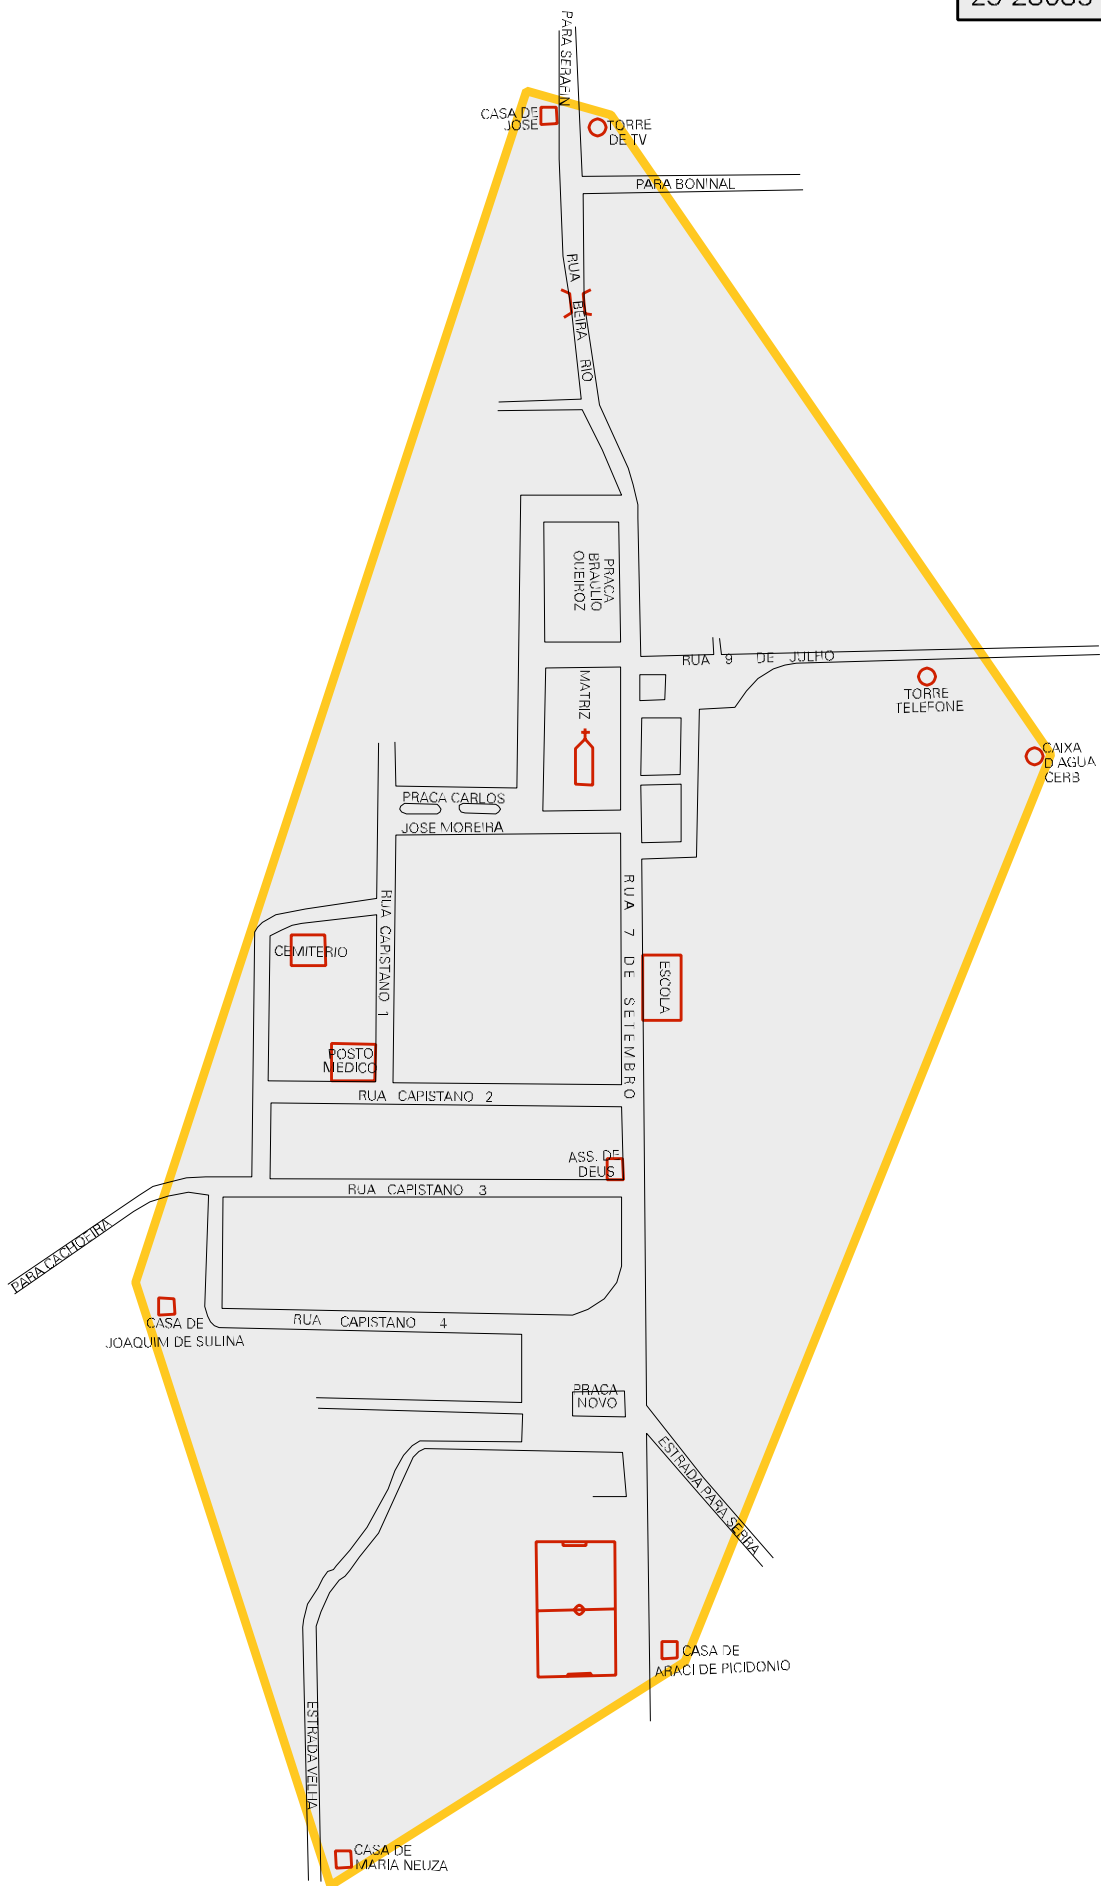 PARA SERAFIN
CASA DE
JOSE
TORRE
DE TV
PARA BONINAL
RUA BEIRA RIO
PRACA
BRAULIO
QUEIROZ
RUA 9 DE JULHO
MATRIZ
TORRE
TELEFONE
CAIXA
D AGUA
CERB
PRACA CARLOS
JOSE MOREIRA
RUA CAPISTANO 1
RUA 7 DE SETEMBRO
CEMITERIO
ESCOLA
POSTO
MEDICO
RUA CAPISTANO 2
ASS. DE
DEUS
RUA CAPISTANO 3
PARA CACHOEIRA
CASA DE
JOAQUIM DE SULINA
RUA CAPISTANO 4
PRACA
NOVO
ESTRADA PARA SERRA
CASA DE
ARACI DE PICIDONIO
ESTRADA VELHA
CASA DE
MARIA NEUZA